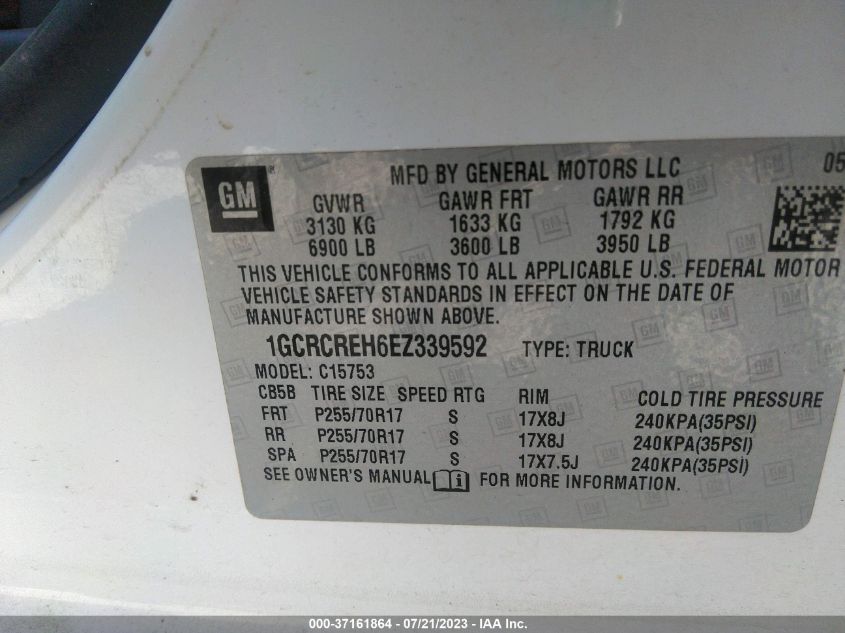 GM
MFD BY GENERAL MOTORS LLC 05
GVWR GAWR FRT GAWR RR
3130 KG 1633 KG 1792 KG
6900 LB 3600 LB 3950 LB
THIS VEHICLE CONFORMS TO ALL APPLICABLE U.S. FEDERAL MOTOR
VEHICLE SAFETY STANDARDS IN EFFECT ON THE DATE OF
MANUFACTURE SHOWN ABOVE.
1GCRCREH6EZ339592 TYPE: TRUCK
MODEL: C15753
CB5B TIRE SIZE SPEED RTG RIM COLD TIRE PRESSURE
FRT P255/70R17 S 17X8J 240KPA(35PSI)
RR P255/70R17 S 17X8J 240KPA(35PSI)
SPA P255/70R17 S 17X7.5J 240KPA(35PSI)
SEE OWNER'S MANUAL FOR MORE INFORMATION.
000-37161864 - 07/21/2023 - IAA Inc.